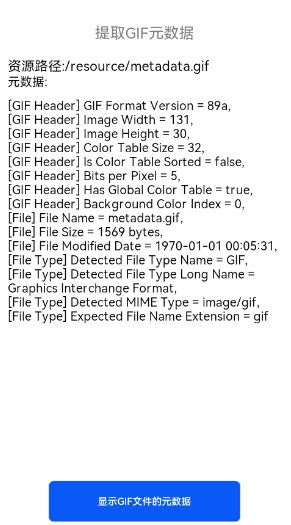 提取GIF元数据
资源路径:/resource/metadata.gif
元数据:
[GIF Header] GIF Format Version = 89a,
[GIF Header] Image Width = 131,
[GIF Header] Image Height = 30,
[GIF Header] Color Table Size = 32,
[GIF Header] Is Color Table Sorted = false,
[GIF Header] Bits per Pixel = 5,
[GIF Header] Has Global Color Table = true,
[GIF Header] Background Color Index = 0,
[File] File Name = metadata.gif,
[File] File Size = 1569 bytes,
[File] File Modified Date = 1970-01-01 00:05:31,
[File Type] Detected File Type Name = GIF,
[File Type] Detected File Type Long Name =
Graphics Interchange Format,
[File Type] Detected MIME Type = image/gif,
[File Type] Expected File Name Extension = gif
显示GIF文件的元数据